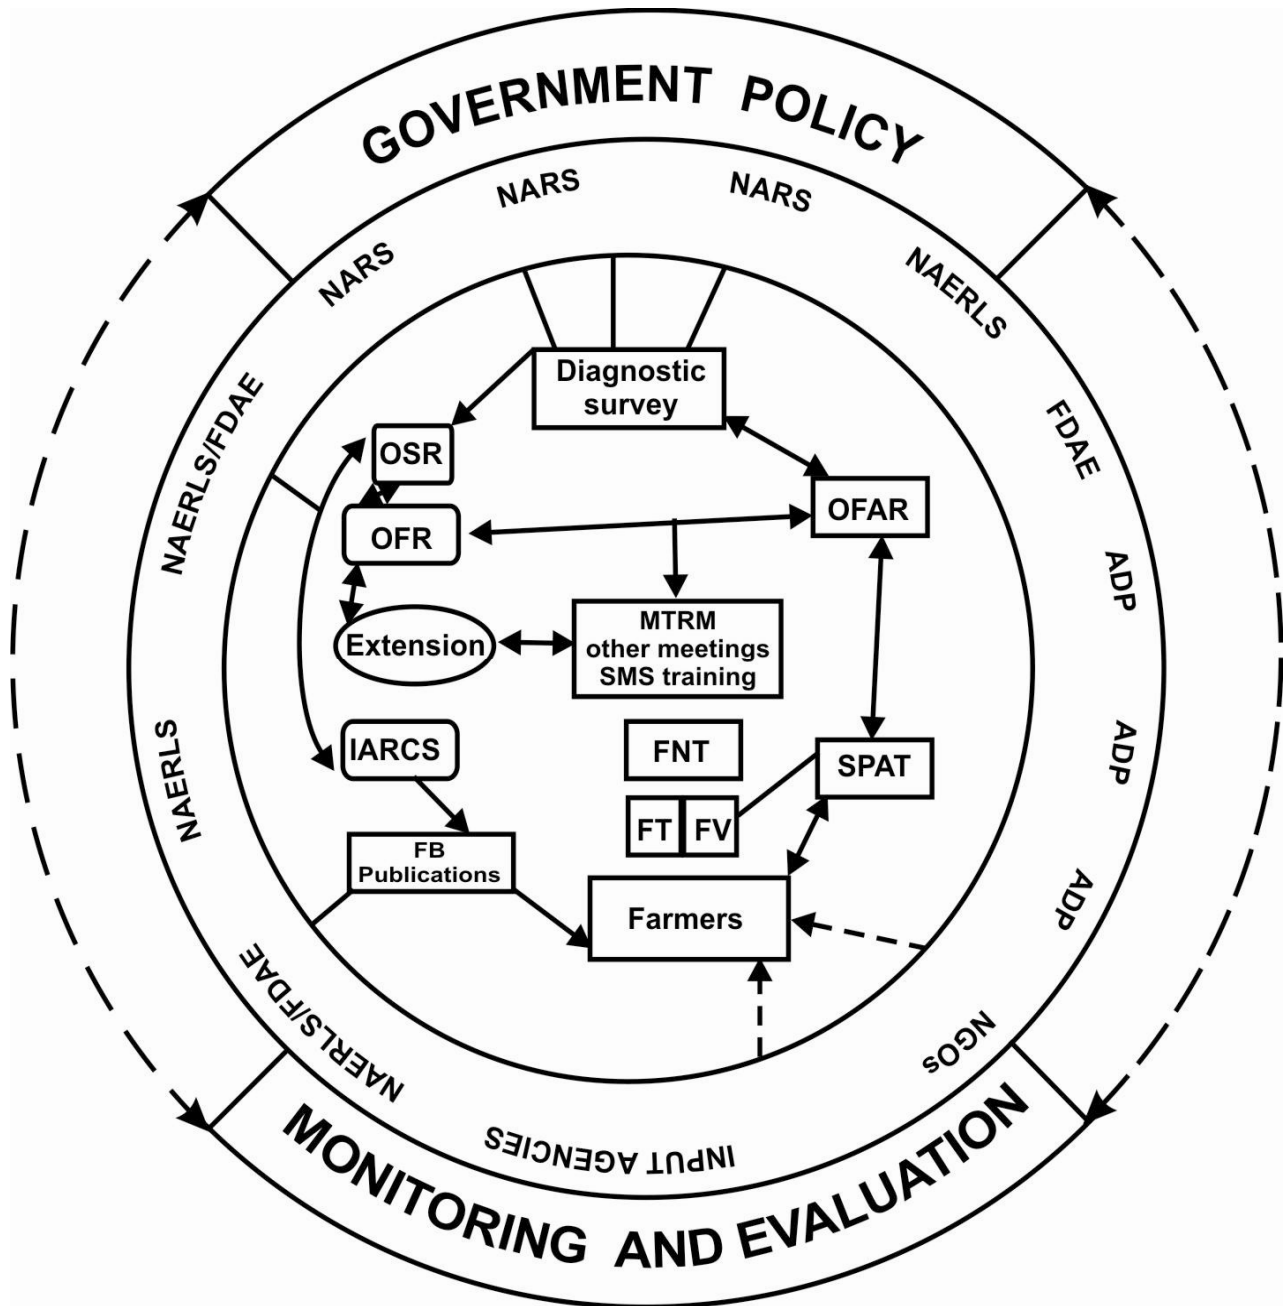 GOVERNMENT POLICY
NARS
NARS
NARS
NAERLS
NAERLS/FDAE
FDAE
ADP
ADP
ADP
NGOs
INPUT AGENCIES
NAERLS/FDAE
NAERLS
Diagnostic
survey
OSR
OFR
OFAR
Extension
MTRM
other meetings
SMS training
IARCS
FNT
SPAT
FT
FV
FB
Publications
Farmers
MONITORING AND EVALUATION